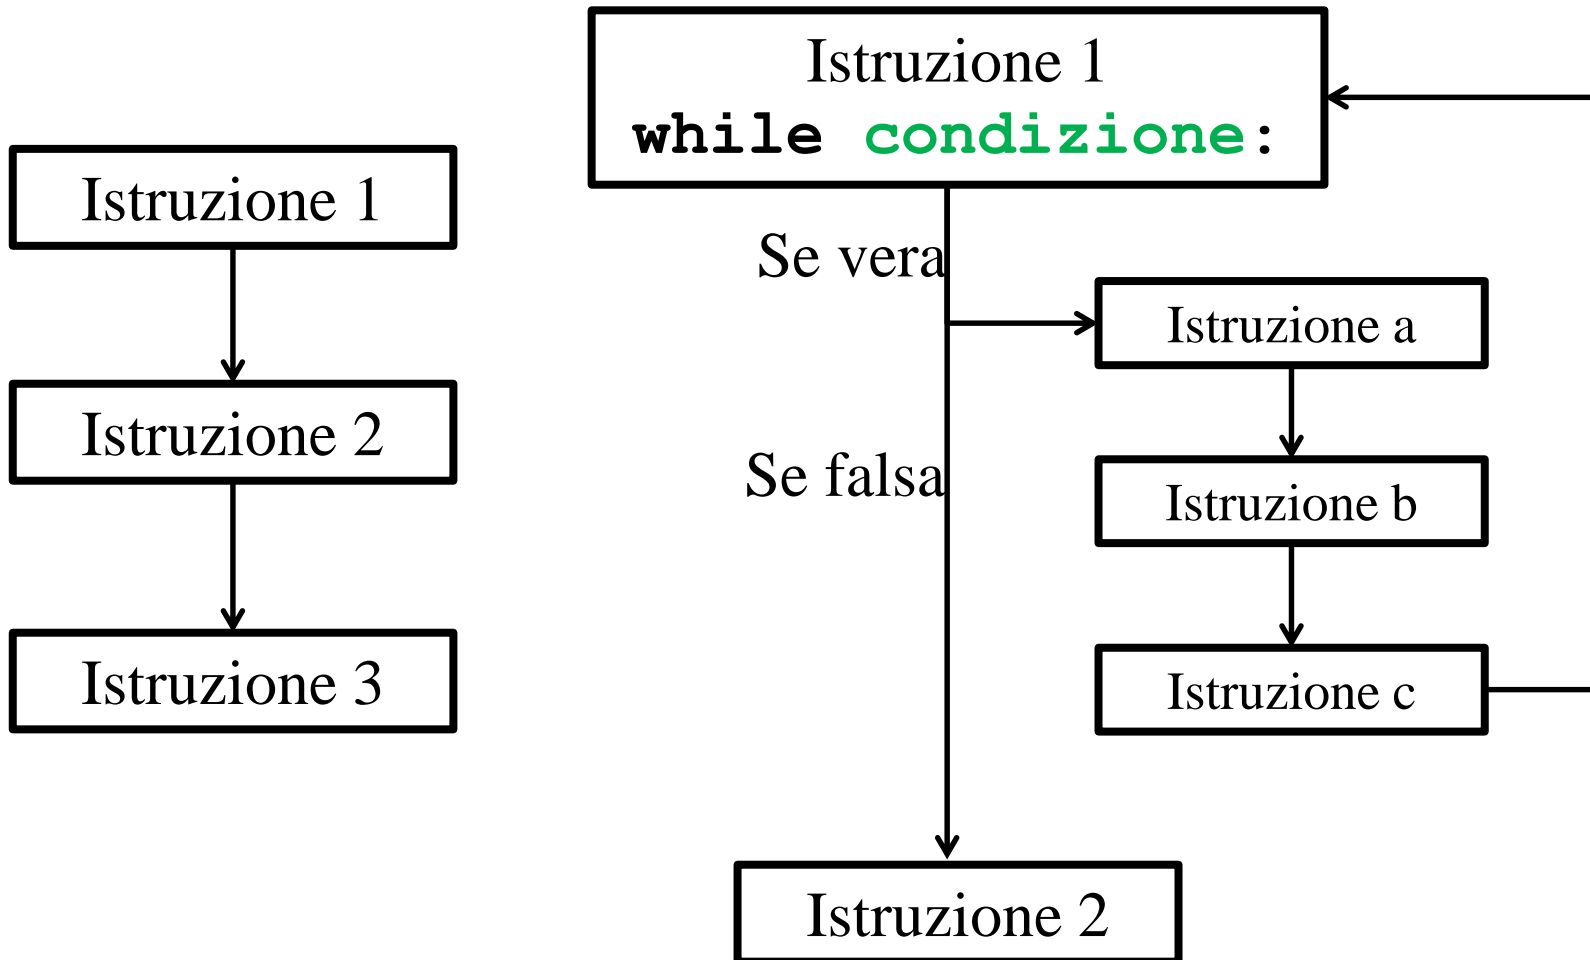 Istruzione 1
Istruzione 2
Istruzione 3
Istruzione 1
while condizione:
Se vera
Istruzione a
Istruzione b
Se falsa
Istruzione c
Istruzione 2